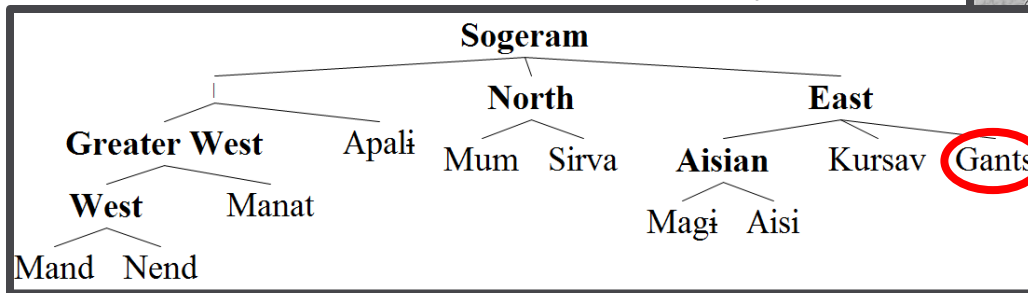 Sogeram
North East
Greater West Apalɨ Mum Sirva Aisian Kursav Gants
West Manat Magɨ Aisi
Mand Nend